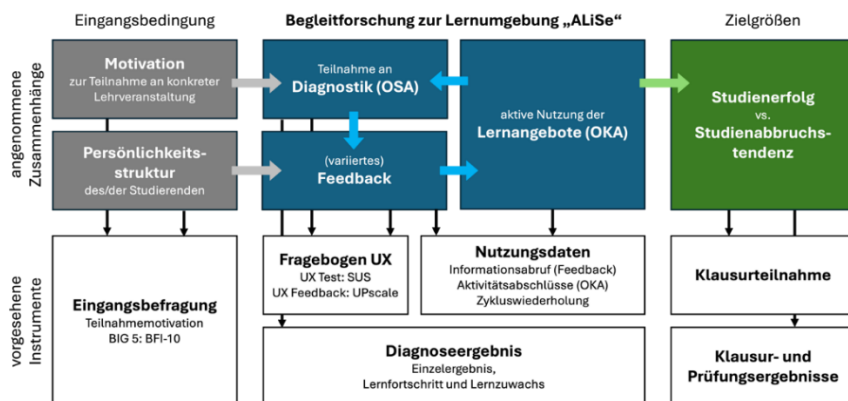 Eingangsbedingung
Begleitforschung zur Lernumgebung „ALiSe“
Zielgrößen
angenommene
Zusammenhänge
Motivation
zur Teilnahme an konkreter
Lehrveranstaltung
Teilnahme an
Diagnostik (OSA)
aktive Nutzung der
Lernangebote (OKA)
Studienerfolg
vs.
Studienabbruchs-
tendenz
Persönlichkeits-
struktur
des/der Studierenden
(variiertes)
Feedback
vorgesehene
Instrumente
Eingangsbefragung
Teilnahmemotivation
BIG 5: BFI-10
Fragebogen UX
UX Test: SUS
UX Feedback: UPscale
Nutzungsdaten
Informationsabruf (Feedback)
Aktivitätsabschlüsse (OKA)
Zykluswiederholung
Klausurteilnahme
Diagnoseergebnis
Einzelergebnis,
Lernfortschritt und Lernzuwachs
Klausur- und
Prüfungsergebnisse